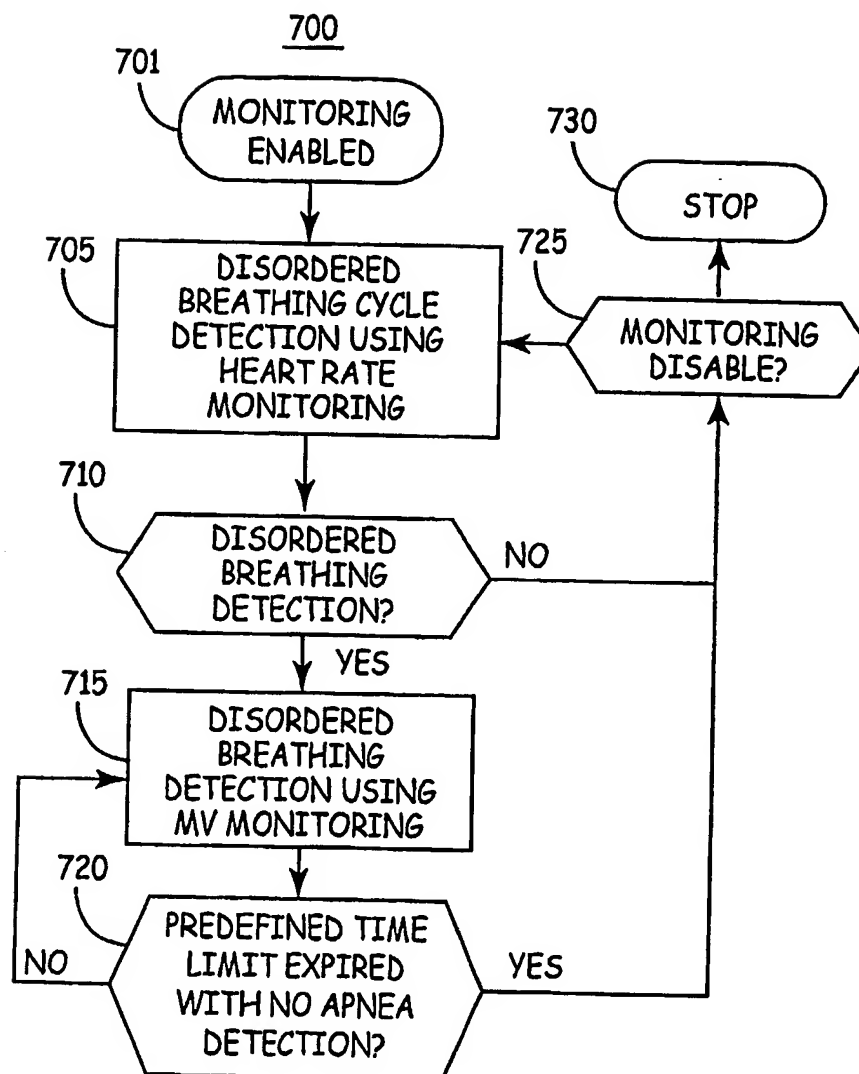 700
701
MONITORING
ENABLED
730
STOP
705
DISORDERED
BREATHING CYCLE
DETECTION USING
HEART RATE
MONITORING
725
MONITORING
DISABLE?
710
DISORDERED
BREATHING
DETECTION?
NO
YES
715
DISORDERED
BREATHING
DETECTION USING
MV MONITORING
720
PREDEFINED TIME
LIMIT EXPIRED
WITH NO APNEA
DETECTION?
NO
YES